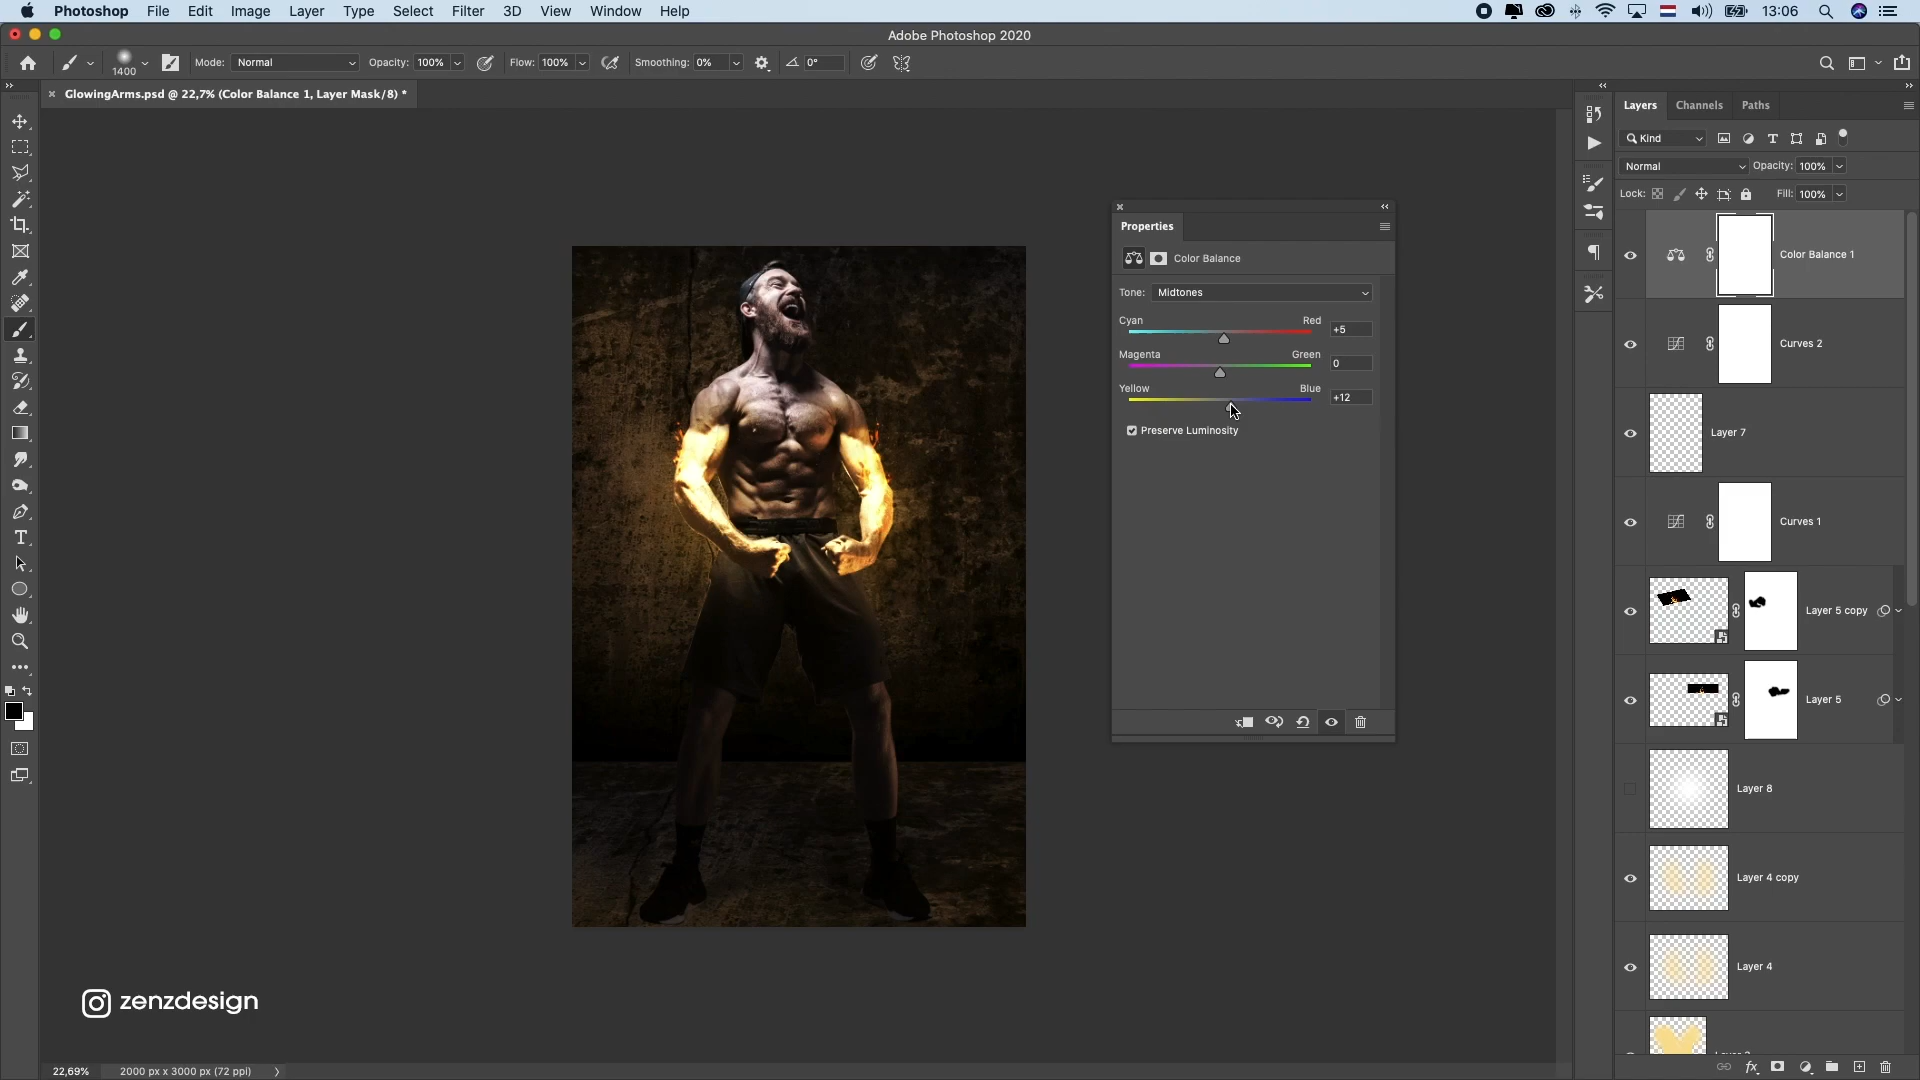 Photoshop File Edit Image Layer Type Select Filter 3D View Window Help 13:06
Adobe Photoshop 2020
1400 Mode: Normal Opacity: 100% Flow: 100% Smoothing: 0% 0°
GlowingArms.psd @ 22,7% (Color Balance 1, Layer Mask/8) *
Layers Channels Paths
Kind
Normal Opacity: 100%
Lock: Fill: 100%
Properties
Color Balance
Tone: Midtones
Cyan Red +5
Magenta Green 0
Yellow Blue +12
Preserve Luminosity
Color Balance 1
Curves 2
Layer 7
Curves 1
Layer 5 copy
Layer 5
Layer 8
Layer 4 copy
Layer 4
zenzdesign
22,69% 2000 px x 3000 px (72 ppi)